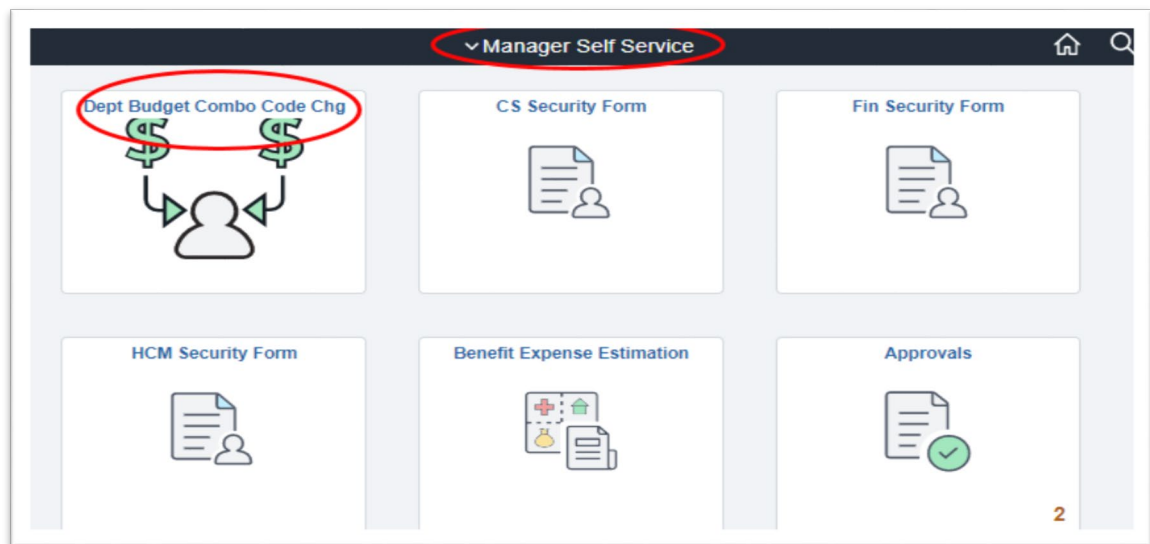 Manager Self Service
Dept Budget Combo Code Chg
CS Security Form
Fin Security Form
$ $
HCM Security Form
Benefit Expense Estimation
Approvals
2